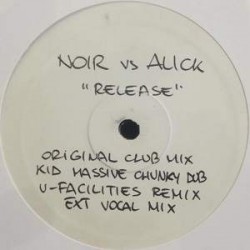 NOIR vs ALICK
"RELEASE"
ORIGINAL CLUB MIX
KID MASSIVE CHUNKY DUB
U-FACILITIES REMIX
EXT VOCAL MIX